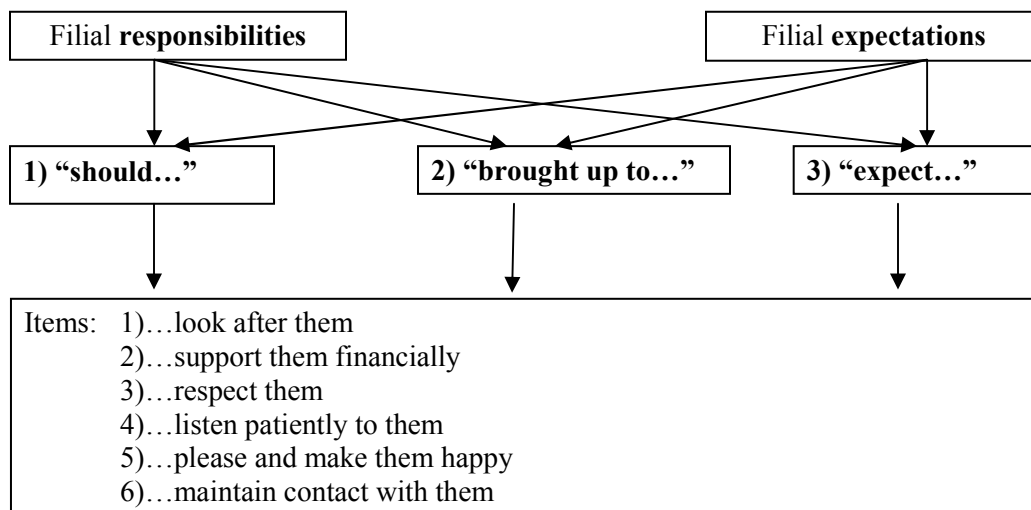 Filial responsibilities
Filial expectations
1) “should…”
2) “brought up to…”
3) “expect…”
Items: 1)…look after them
2)…support them financially
3)…respect them
4)…listen patiently to them
5)…please and make them happy
6)…maintain contact with them